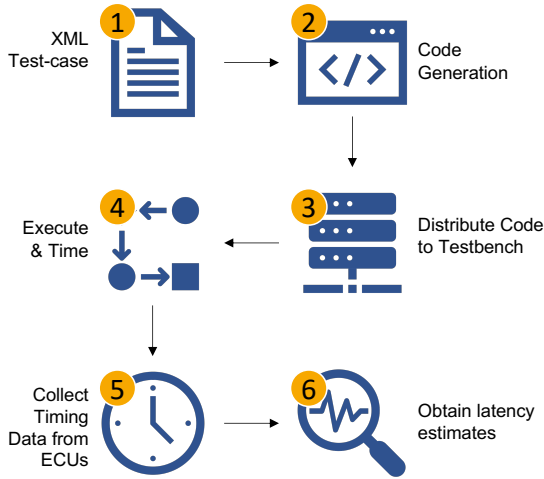 1
XML
Test-case
2
</>
Code
Generation
3
Distribute Code
to Testbench
4
Execute
& Time
5
Collect
Timing
Data from
ECUs
6
Obtain latency
estimates